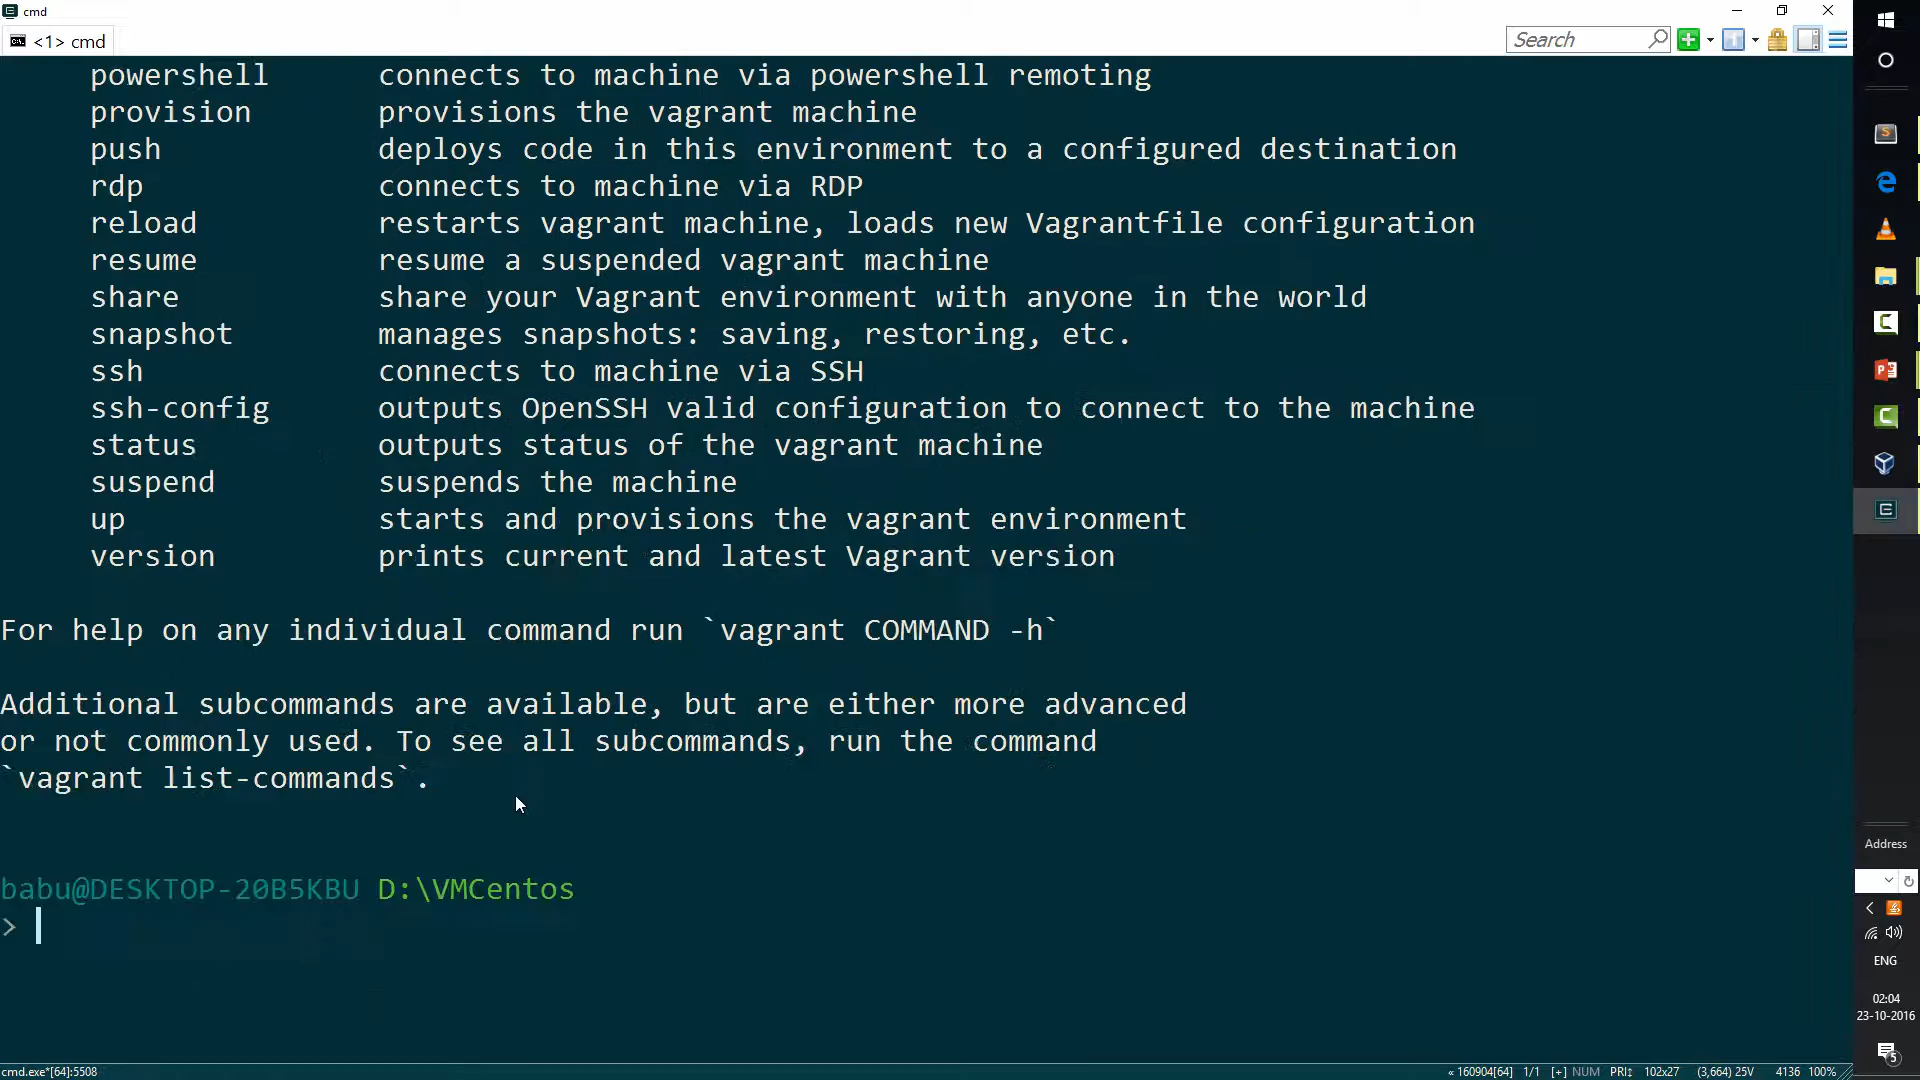 cmd
<1> cmd
Search
powershell connects to machine via powershell remoting
provision provisions the vagrant machine
push deploys code in this environment to a configured destination
rdp connects to machine via RDP
reload restarts vagrant machine, loads new Vagrantfile configuration
resume resume a suspended vagrant machine
share share your Vagrant environment with anyone in the world
snapshot manages snapshots: saving, restoring, etc.
ssh connects to machine via SSH
ssh-config outputs OpenSSH valid configuration to connect to the machine
status outputs status of the vagrant machine
suspend suspends the machine
up starts and provisions the vagrant environment
version prints current and latest Vagrant version
For help on any individual command run `vagrant COMMAND -h`
Additional subcommands are available, but are either more advanced
or not commonly used. To see all subcommands, run the command
`vagrant list-commands`.
babu@DESKTOP-20B5KBU D:\VMCentos
>
Address
ENG
02:04
23-10-2016
5
cmd.exe*[64]:5508
« 160904[64] 1/1 [+] NUM PRI↕ 102x27 (3,664) 25V 4136 100%